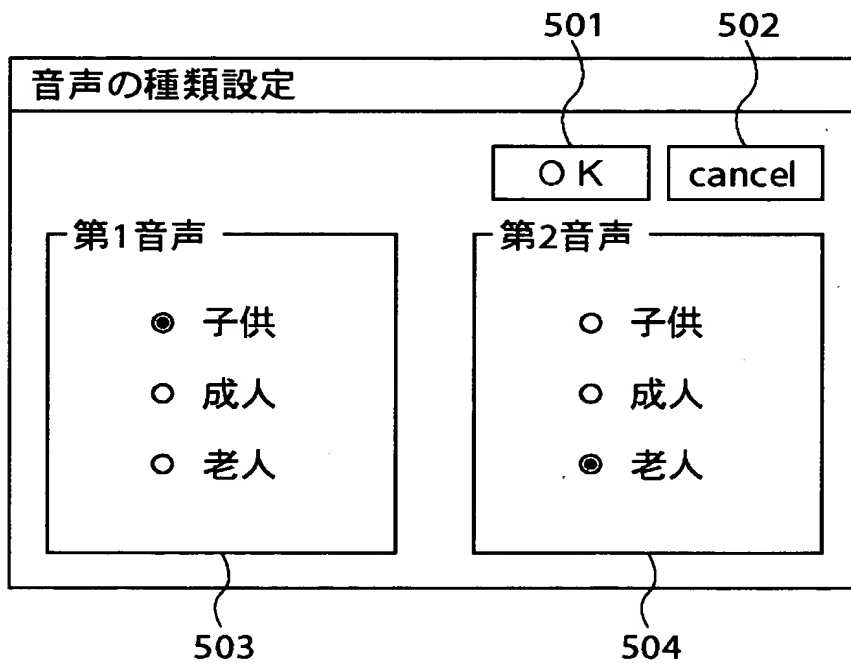 501 502
音声の種類設定
OK cancel
第1音声 第2音声
子供 子供
成人 成人
老人 老人
503 504